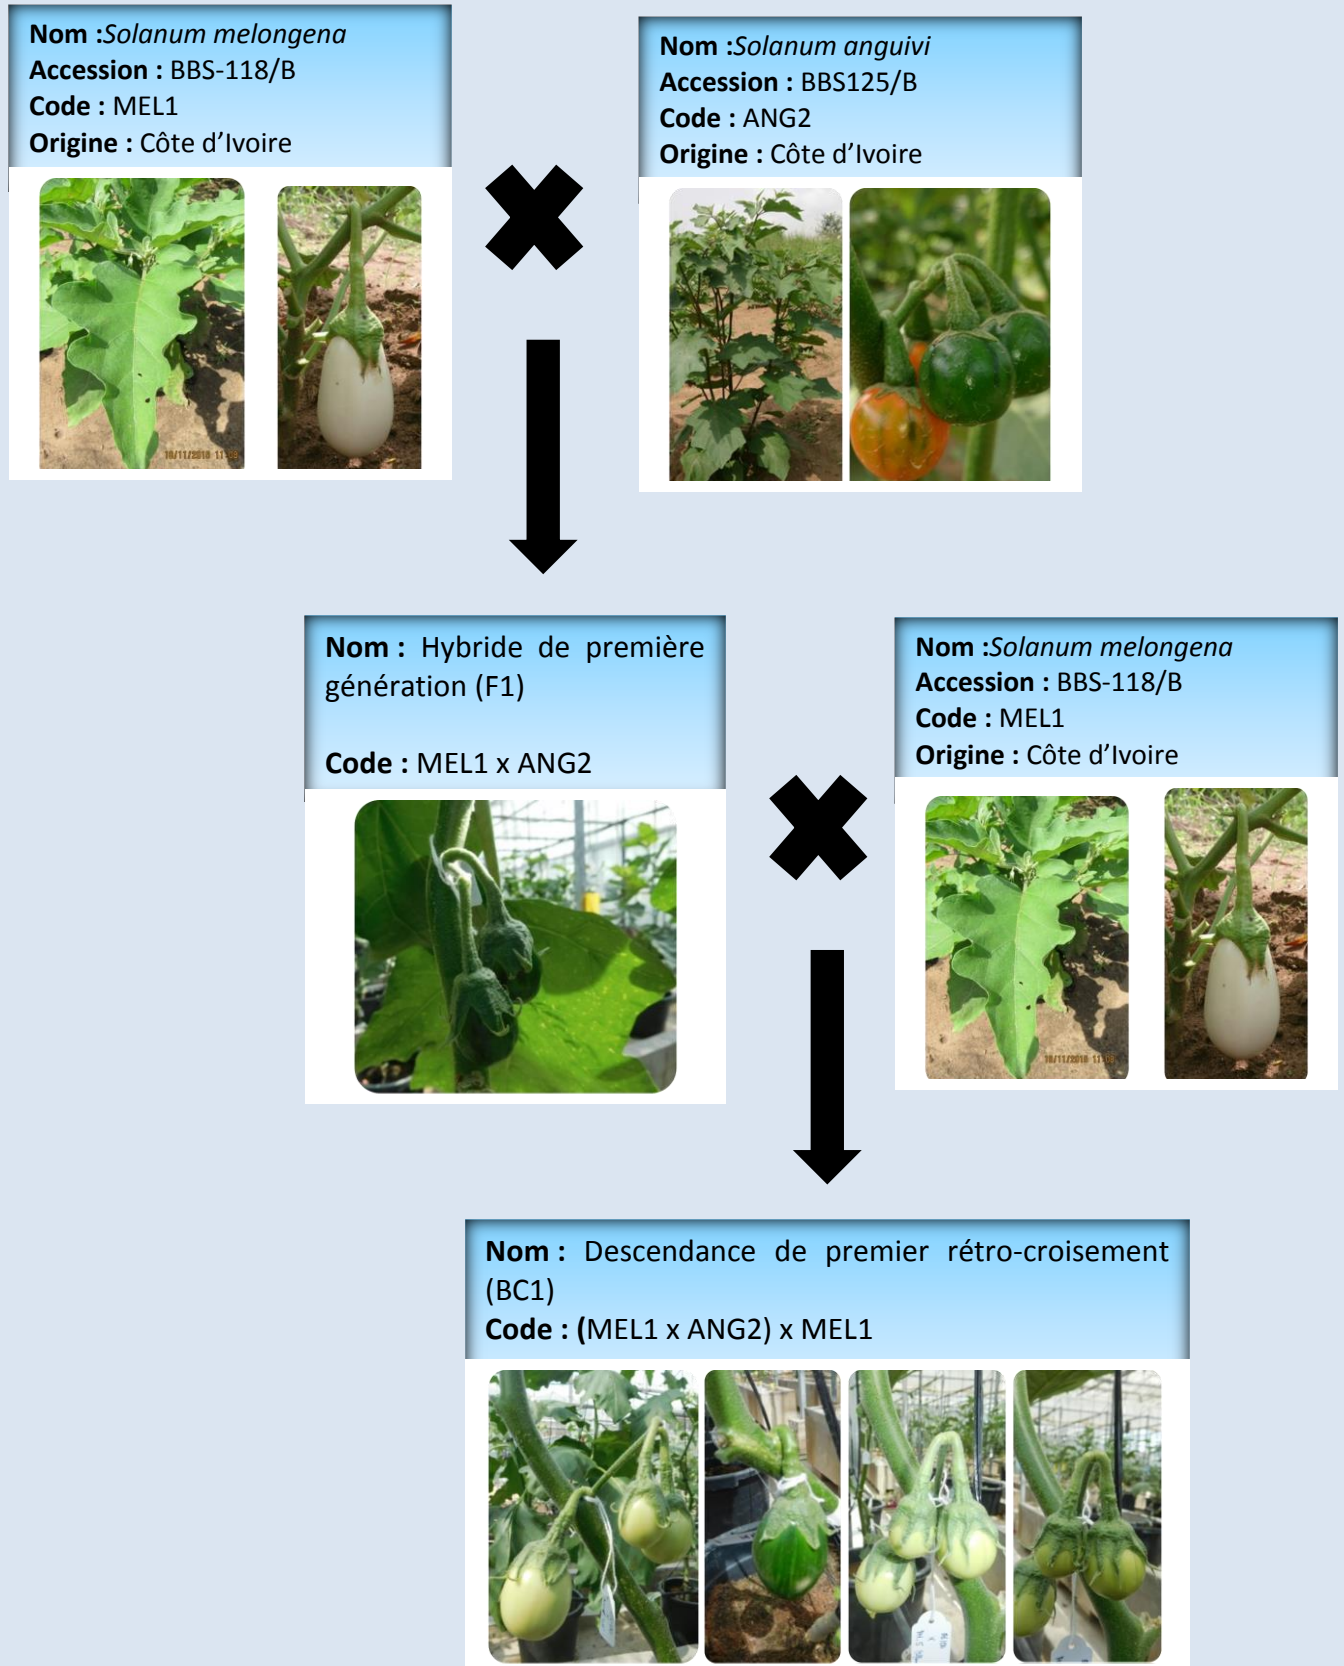 Nom :Solanum melongena
Accession : BBS-118/B
Code : MEL1
Origine : Côte d'Ivoire
Nom :Solanum anguivi
Accession : BBS125/B
Code : ANG2
Origine : Côte d'Ivoire
Nom : Hybride de première
génération (F1)
Code : MEL1 x ANG2
Nom :Solanum melongena
Accession : BBS-118/B
Code : MEL1
Origine : Côte d'Ivoire
Nom : Descendance de premier rétro-croisement
(BC1)
Code : (MEL1 x ANG2) x MEL1